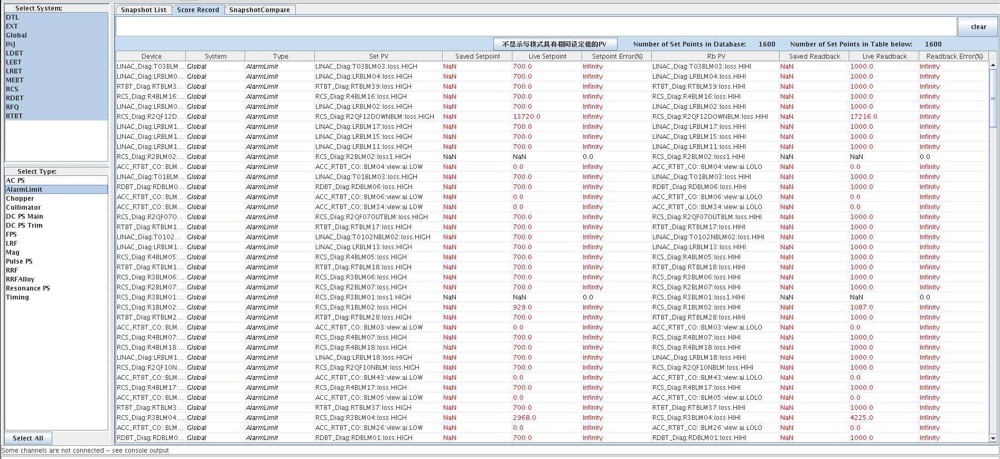 Select System:
DTL
EXT
Global
INJ
LDBT
LEBT
LRBT
MEBT
RCS
RDBT
RFQ
RTBT
Select Type:
AC PS
AlarmLimit
Chopper
Collimator
DC PS Main
DC PS Trim
FPS
LRF
Mag
Pulse PS
RRF
RRFAlloy
Resonance PS
Timing
Select All
Snapshot List Score Record SnapshotCompare
clear
不显示与模式具有相同设定值的PV Number of Set Points in Database: 1600 Number of Set Points in Table below: 1600
Device System Type Set PV Saved Setpoint Live Setpoint Setpoint Error(%) Rb PV Saved Readback Live Readback Readback Error(%)
LINAC_Diag:T03BLM... Global AlarmLimit LINAC_Diag:T03BLM03:loss.HIGH NaN 700.0 Infinity LINAC_Diag:T03BLM03:loss.HIHI NaN 1000.0 Infinity
LINAC_Diag:LRBLM0... Global AlarmLimit LINAC_Diag:LRBLM04:loss.HIGH NaN 700.0 Infinity LINAC_Diag:LRBLM04:loss.HIHI NaN 1000.0 Infinity
RTBT_Diag:RTBLM3... Global AlarmLimit RTBT_Diag:RTBLM39:loss.HIGH NaN 700.0 Infinity RTBT_Diag:RTBLM39:loss.HIHI NaN 1000.0 Infinity
RCS_Diag:R4BLM16:... Global AlarmLimit RCS_Diag:R4BLM16:loss.HIGH NaN 700.0 Infinity RCS_Diag:R4BLM16:loss.HIHI NaN 1000.0 Infinity
LINAC_Diag:LRBLM0... Global AlarmLimit LINAC_Diag:LRBLM02:loss.HIGH NaN 700.0 Infinity LINAC_Diag:LRBLM02:loss.HIHI NaN 1000.0 Infinity
RCS_Diag:R2QF12D... Global AlarmLimit RCS_Diag:R2QF12DOWNBLM:loss.HIGH NaN 13720.0 Infinity RCS_Diag:R2QF12DOWNBLM:loss.HIHI NaN 17216.0 Infinity
LINAC_Diag:LRBLM1... Global AlarmLimit LINAC_Diag:LRBLM17:loss.HIGH NaN 700.0 Infinity LINAC_Diag:LRBLM17:loss.HIHI NaN 1000.0 Infinity
LINAC_Diag:LRBLM1... Global AlarmLimit LINAC_Diag:LRBLM15:loss.HIGH NaN 700.0 Infinity LINAC_Diag:LRBLM15:loss.HIHI NaN 1000.0 Infinity
LINAC_Diag:LRBLM1... Global AlarmLimit LINAC_Diag:LRBLM11:loss.HIGH NaN 700.0 Infinity LINAC_Diag:LRBLM11:loss.HIHI NaN 1000.0 Infinity
RCS_Diag:R2BLM02:... Global AlarmLimit RCS_Diag:R2BLM02:loss1.HIGH NaN NaN 0.0 RCS_Diag:R2BLM02:loss1.HIHI NaN NaN 0.0
ACC_RTBT_CO::BLM... Global AlarmLimit ACC_RTBT_CO::BLM04:view:ai.LOW NaN 0.0 Infinity ACC_RTBT_CO::BLM04:view:ai.LOLO NaN 0.0 Infinity
LINAC_Diag:T01BLM... Global AlarmLimit LINAC_Diag:T01BLM03:loss.HIGH NaN 700.0 Infinity LINAC_Diag:T01BLM03:loss.HIHI NaN 1000.0 Infinity
RDBT_Diag:RDBLM0... Global AlarmLimit RDBT_Diag:RDBLM06:loss.HIGH NaN 700.0 Infinity RDBT_Diag:RDBLM06:loss.HIHI NaN 1000.0 Infinity
ACC_RTBT_CO::BLM... Global AlarmLimit ACC_RTBT_CO::BLM06:view:ai.LOW NaN 0.0 Infinity ACC_RTBT_CO::BLM06:view:ai.LOLO NaN 0.0 Infinity
ACC_RTBT_CO::BLM... Global AlarmLimit ACC_RTBT_CO::BLM34:view:ai.LOW NaN 0.0 Infinity ACC_RTBT_CO::BLM34:view:ai.LOLO NaN 0.0 Infinity
RCS_Diag:R2QF07O... Global AlarmLimit RCS_Diag:R2QF07OUTBLM:loss.HIGH NaN 700.0 Infinity RCS_Diag:R2QF07OUTBLM:loss.HIHI NaN 1000.0 Infinity
RTBT_Diag:RTBLM1... Global AlarmLimit RTBT_Diag:RTBLM17:loss.HIGH NaN 700.0 Infinity RTBT_Diag:RTBLM17:loss.HIHI NaN 1000.0 Infinity
LINAC_Diag:T0102... Global AlarmLimit LINAC_Diag:T0102NBLM02:loss.HIGH NaN 700.0 Infinity LINAC_Diag:T0102NBLM02:loss.HIHI NaN 1000.0 Infinity
LINAC_Diag:LRBLM1... Global AlarmLimit LINAC_Diag:LRBLM13:loss.HIGH NaN 700.0 Infinity LINAC_Diag:LRBLM13:loss.HIHI NaN 1000.0 Infinity
RCS_Diag:R4BLM05:... Global AlarmLimit RCS_Diag:R4BLM05:loss.HIGH NaN 700.0 Infinity RCS_Diag:R4BLM05:loss.HIHI NaN 1000.0 Infinity
RTBT_Diag:RTBLM1... Global AlarmLimit RTBT_Diag:RTBLM18:loss.HIGH NaN 700.0 Infinity RTBT_Diag:RTBLM18:loss.HIHI NaN 1000.0 Infinity
RCS_Diag:R3BLM06:... Global AlarmLimit RCS_Diag:R3BLM06:loss.HIGH NaN 700.0 Infinity RCS_Diag:R3BLM06:loss.HIHI NaN 1000.0 Infinity
RCS_Diag:R2BLM07:... Global AlarmLimit RCS_Diag:R2BLM07:loss.HIGH NaN 700.0 Infinity RCS_Diag:R2BLM07:loss.HIHI NaN 1000.0 Infinity
RCS_Diag:R3BLM01:... Global AlarmLimit RCS_Diag:R3BLM01:loss1.HIGH NaN NaN 0.0 RCS_Diag:R3BLM01:loss1.HIHI NaN NaN 0.0
RCS_Diag:R1BLM02:... Global AlarmLimit RCS_Diag:R1BLM02:loss.HIGH NaN 929.0 Infinity RCS_Diag:R1BLM02:loss.HIHI NaN 1087.0 Infinity
RTBT_Diag:RTBLM2... Global AlarmLimit RTBT_Diag:RTBLM28:loss.HIGH NaN 700.0 Infinity RTBT_Diag:RTBLM28:loss.HIHI NaN 1000.0 Infinity
ACC_RTBT_CO::BLM... Global AlarmLimit ACC_RTBT_CO::BLM03:view:ai.LOW NaN 0.0 Infinity ACC_RTBT_CO::BLM03:view:ai.LOLO NaN 0.0 Infinity
RCS_Diag:R4BLM07:... Global AlarmLimit RCS_Diag:R4BLM07:loss.HIGH NaN 700.0 Infinity RCS_Diag:R4BLM07:loss.HIHI NaN 1000.0 Infinity
RCS_Diag:R4BLM18:... Global AlarmLimit RCS_Diag:R4BLM18:loss.HIGH NaN 700.0 Infinity RCS_Diag:R4BLM18:loss.HIHI NaN 1000.0 Infinity
LINAC_Diag:LRBLM1... Global AlarmLimit LINAC_Diag:LRBLM18:loss.HIGH NaN 700.0 Infinity LINAC_Diag:LRBLM18:loss.HIHI NaN 1000.0 Infinity
RCS_Diag:R2QF10N... Global AlarmLimit RCS_Diag:R2QF10NBLM:loss.HIGH NaN 700.0 Infinity RCS_Diag:R2QF10NBLM:loss.HIHI NaN 1000.0 Infinity
ACC_RTBT_CO::BLM... Global AlarmLimit ACC_RTBT_CO::BLM43:view:ai.LOW NaN 0.0 Infinity ACC_RTBT_CO::BLM43:view:ai.LOLO NaN 0.0 Infinity
RCS_Diag:R4BLM17:... Global AlarmLimit RCS_Diag:R4BLM17:loss.HIGH NaN 700.0 Infinity RCS_Diag:R4BLM17:loss.HIHI NaN 1000.0 Infinity
ACC_RTBT_CO::BLM... Global AlarmLimit ACC_RTBT_CO::BLM05:view:ai.LOW NaN 0.0 Infinity ACC_RTBT_CO::BLM05:view:ai.LOLO NaN 0.0 Infinity
RTBT_Diag:RTBLM3... Global AlarmLimit RTBT_Diag:RTBLM37:loss.HIGH NaN 700.0 Infinity RTBT_Diag:RTBLM37:loss.HIHI NaN 1000.0 Infinity
RCS_Diag:R3BLM04:... Global AlarmLimit RCS_Diag:R3BLM04:loss.HIGH NaN 2968.0 Infinity RCS_Diag:R3BLM04:loss.HIHI NaN 4225.0 Infinity
ACC_RTBT_CO::BLM... Global AlarmLimit ACC_RTBT_CO::BLM26:view:ai.LOW NaN 0.0 Infinity ACC_RTBT_CO::BLM26:view:ai.LOLO NaN 0.0 Infinity
RDBT_Diag:RDBLM0... Global AlarmLimit RDBT_Diag:RDBLM01:loss.HIGH NaN 700.0 Infinity RDBT_Diag:RDBLM01:loss.HIHI NaN 1000.0 Infinity
Some channels are not connected – see console output